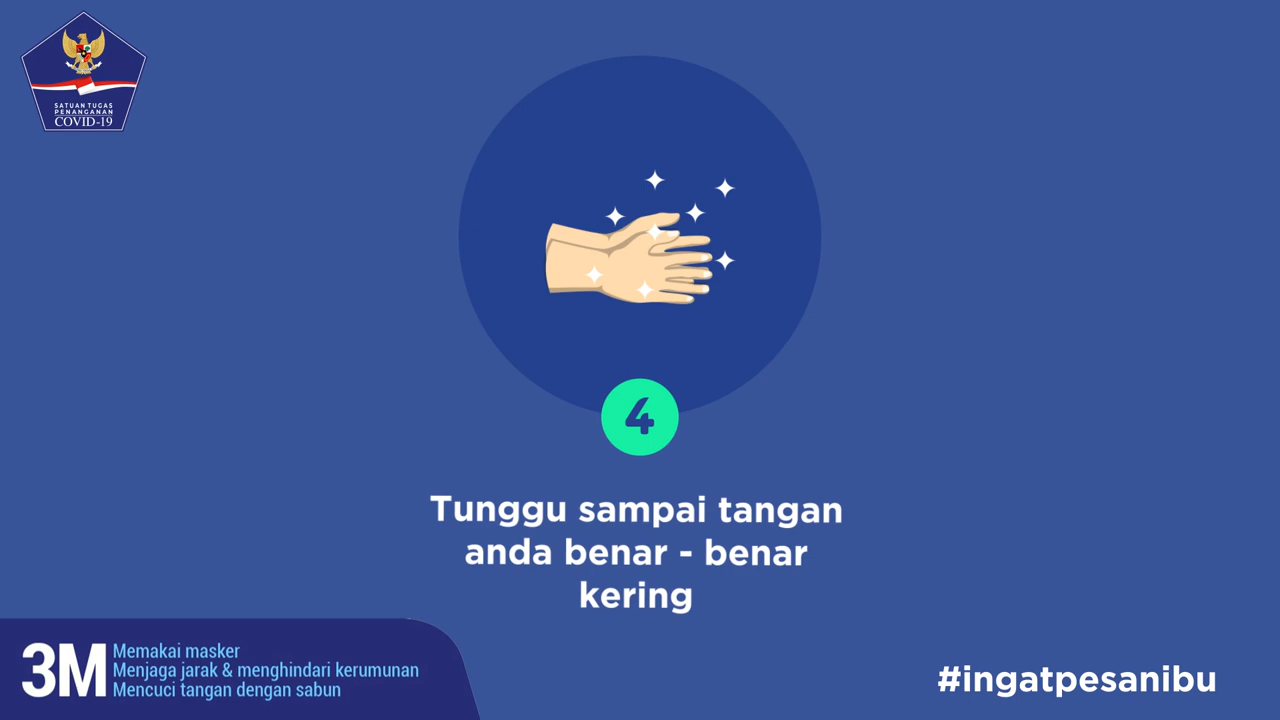 SATUAN TUGAS
PENANGANAN
COVID-19
4
Tunggu sampai tangan
anda benar - benar
kering
3M
Memakai masker
Menjaga jarak & menghindari kerumunan
Mencuci tangan dengan sabun
#ingatpesanibu